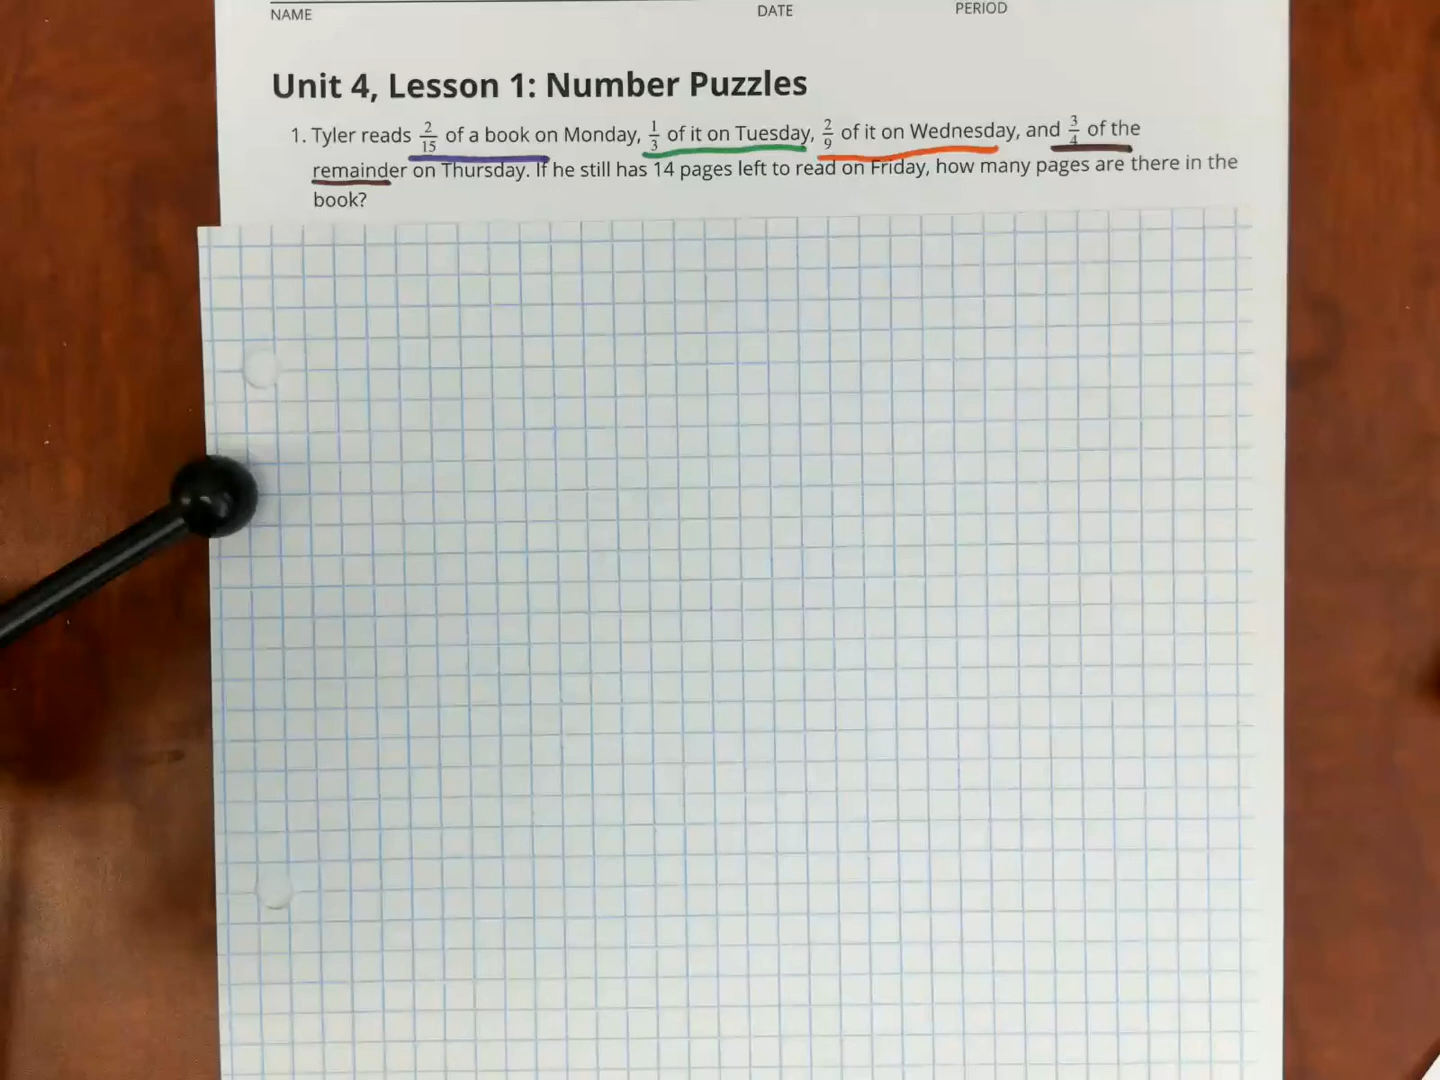 NAME DATE PERIOD
Unit 4, Lesson 1: Number Puzzles
1. Tyler reads 2/15 of a book on Monday, 1/3 of it on Tuesday, 2/9 of it on Wednesday, and 3/4 of the
remainder on Thursday. If he still has 14 pages left to read on Friday, how many pages are there in the
book?